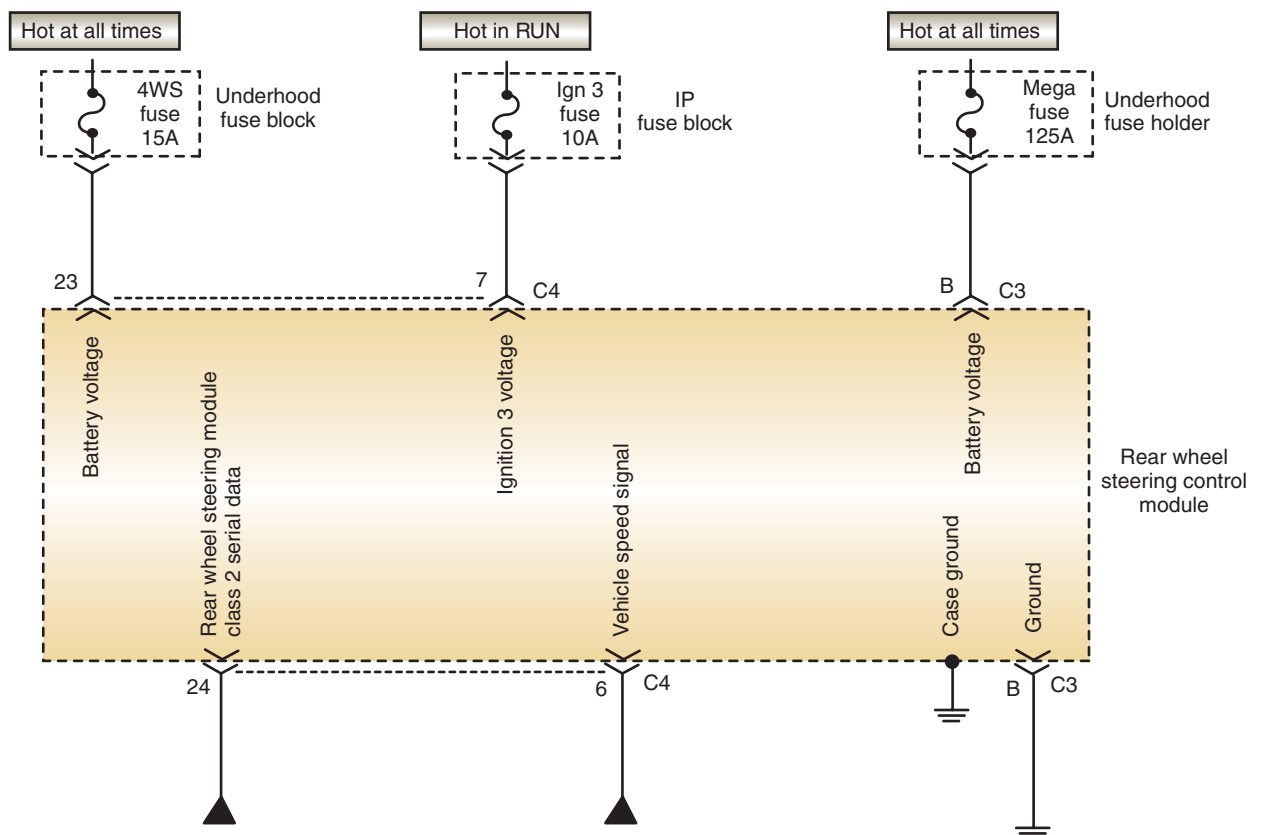 Hot at all times
Hot in RUN
Hot at all times
4WS
fuse
15A
Underhood
fuse block
Ign 3
fuse
10A
IP
fuse block
Mega
fuse
125A
Underhood
fuse holder
23
7
C4
B
C3
Battery voltage
Rear wheel steering module
class 2 serial data
Ignition 3 voltage
Vehicle speed signal
Battery voltage
Case ground
Ground
Rear wheel
steering control
module
24
6
C4
B
C3